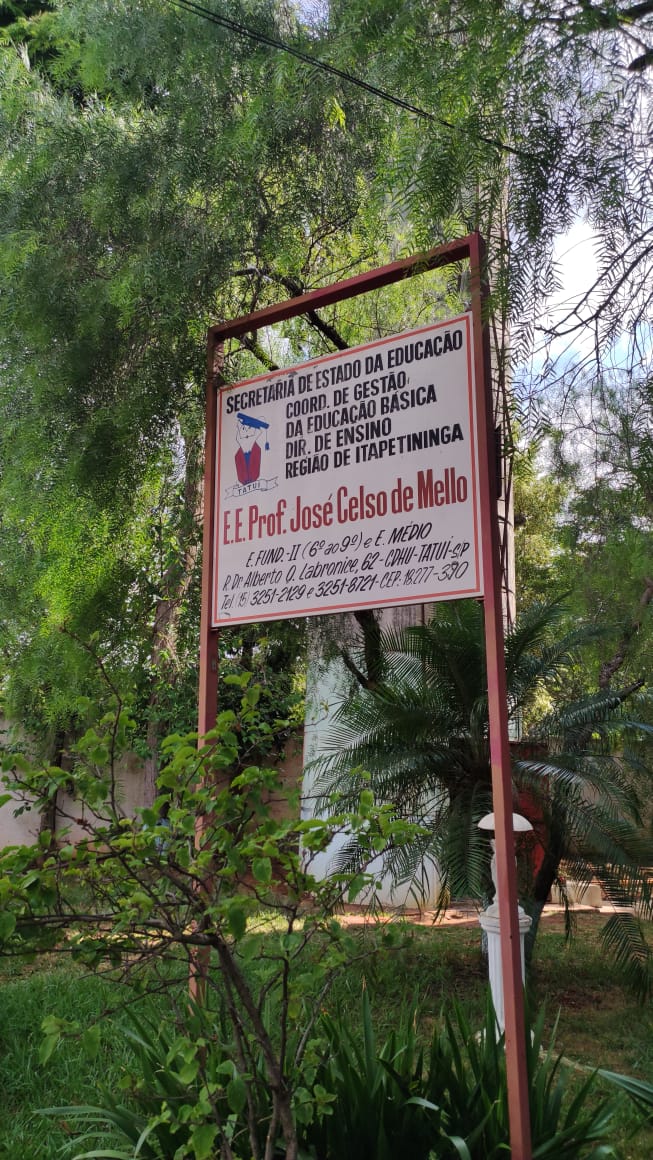 SECRETARIA DE ESTADO DA EDUCAÇÃO
COORD. DE GESTÃO
DA EDUCAÇÃO BÁSICA
DIR. DE ENSINO
REGIÃO DE ITAPETININGA
TATUÍ
E.E. Prof. José Celso de Mello
E. FUND.-II (6º ao 9º) e E. MÉDIO
R. Dr Alberto O. Labronice, 62-CDHU-TATUÍ-S/P
Tel. (15) 3251-2129 e 3251-8721-CEP. 18.277-390